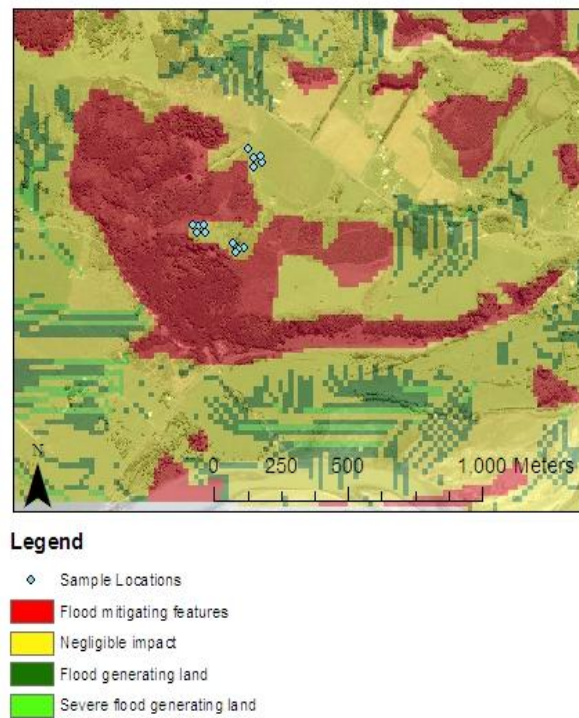 N
0 250 500 1,000 Meters
Legend
Sample Locations
Flood mitigating features
Negligible impact
Flood generating land
Severe flood generating land